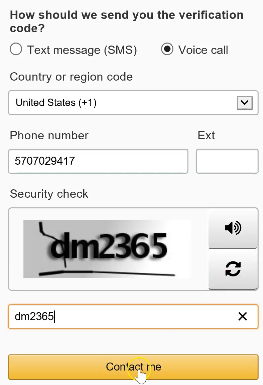 How should we send you the verification
code?
Text message (SMS) Voice call
Country or region code
United States (+1)
Phone number Ext
5707029417
Security check
dm2365
dm2365
Contact me